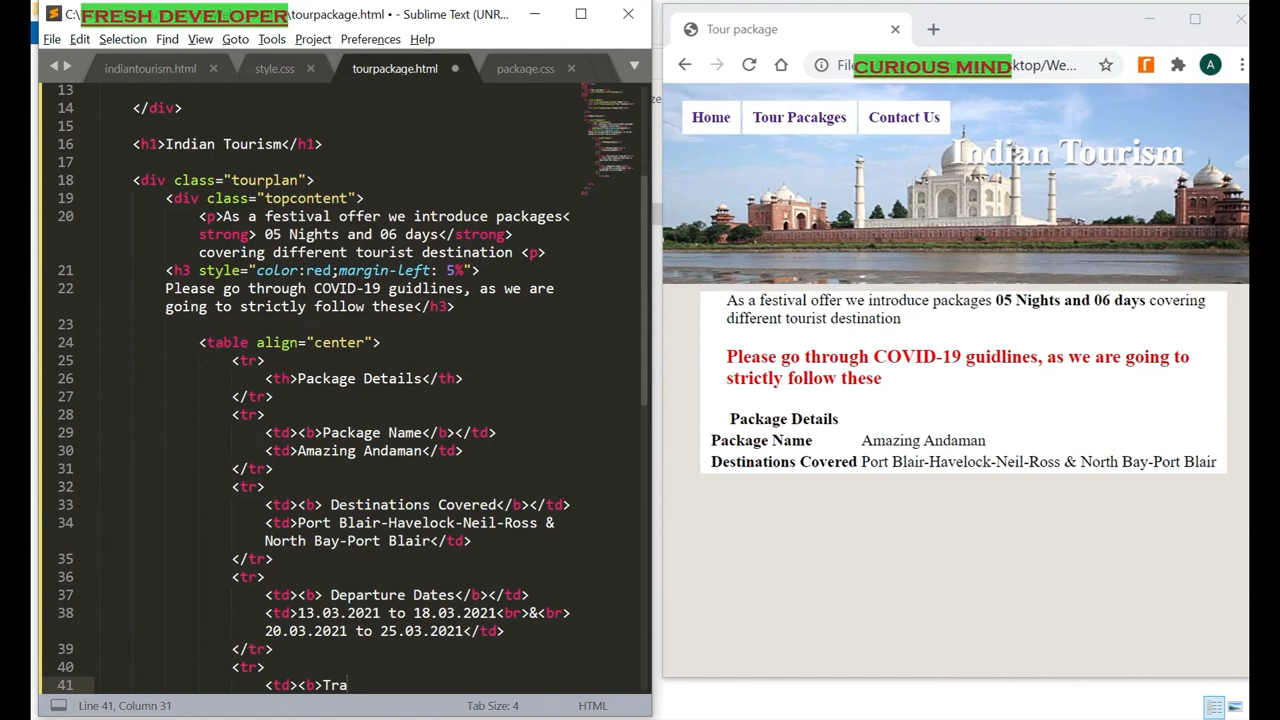 C:\ FRESH DEVELOPER \tourpackage.html • - Sublime Text (UNR...
File Edit Selection Find View Goto Tools Project Preferences Help
indiantourism.html style.css tourpackage.html package.css
13
14 </div>
15
16 <h1>Indian Tourism</h1>
17
18 <div class="tourplan">
19 <div class="topcontent">
20 <p>As a festival offer we introduce packages<
strong> 05 Nights and 06 days</strong>
covering different tourist destination <p>
21 <h3 style="color:red;margin-left: 5%">
22 Please go through COVID-19 guidlines, as we are
going to strictly follow these</h3>
23
24 <table align="center">
25 <tr>
26 <th>Package Details</th>
27 </tr>
28 <tr>
29 <td><b>Package Name</b></td>
30 <td>Amazing Andaman</td>
31 </tr>
32 <tr>
33 <td><b> Destinations Covered</b></td>
34 <td>Port Blair-Havelock-Neil-Ross &
North Bay-Port Blair</td>
35 </tr>
36 <tr>
37 <td><b> Departure Dates</b></td>
38 <td>13.03.2021 to 18.03.2021<br>&<br>
20.03.2021 to 25.03.2021</td>
39 </tr>
40 <tr>
41 <td><b>Tra
Line 41, Column 31 Tab Size: 4 HTML
Tour package
CURIOUS MIND ktop/We... A
Home Tour Pacakges Contact Us
Indian Tourism
As a festival offer we introduce packages 05 Nights and 06 days covering
different tourist destination
Please go through COVID-19 guidlines, as we are going to
strictly follow these
Package Details
Package Name Amazing Andaman
Destinations Covered Port Blair-Havelock-Neil-Ross & North Bay-Port Blair